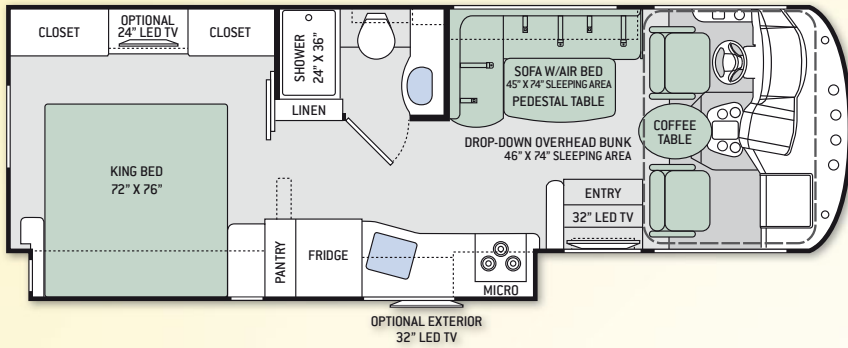 CLOSET
OPTIONAL
24" LED TV
CLOSET
SHOWER
24" X 36"
LINEN
SOFA W/AIR BED
45" X 74" SLEEPING AREA
PEDESTAL TABLE
DROP-DOWN OVERHEAD BUNK
46" X 74" SLEEPING AREA
COFFEE
TABLE
KING BED
72" X 76"
ENTRY
32" LED TV
PANTRY
FRIDGE
MICRO
OPTIONAL EXTERIOR
32" LED TV